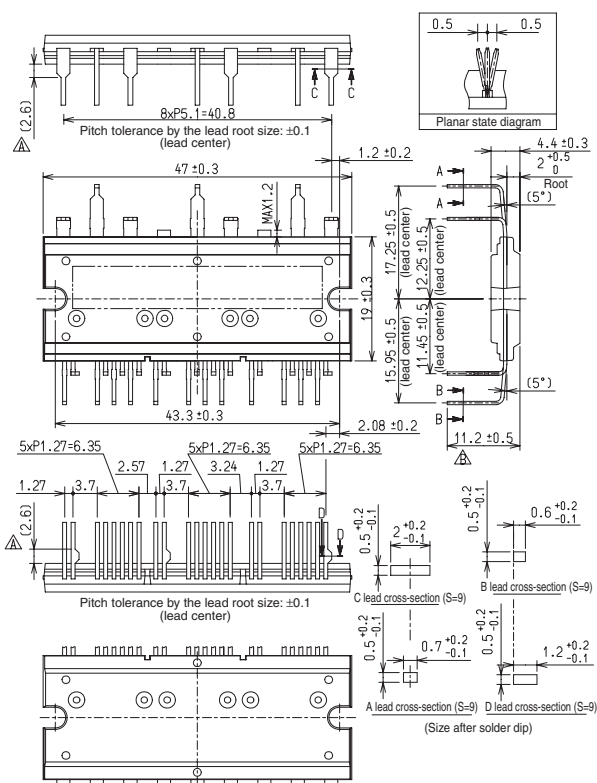 0.5 0.5
Planar state diagram
C C
(2.6)
A
8xP5.1=40.8
Pitch tolerance by the lead root size: ±0.1
(lead center)
1.2 ±0.2
47 ±0.3
MAX1.2
19 ±0.3
43.3 ±0.3
2.08 ±0.2
4.4 ±0.3
2 +0.5 0
Root
A
A
(5°)
17.25 ±0.5
(lead center)
12.25 ±0.5
(lead center)
15.95 ±0.5
(lead center)
11.45 ±0.5
(lead center)
B
B
(5°)
11.2 ±0.5
B
5xP1.27=6.35 5xP1.27=6.35 5xP1.27=6.35
2.57 1.27 3.24 1.27
1.27 3.7 3.7 3.7
(2.6)
A
D D
Pitch tolerance by the lead root size: ±0.1
(lead center)
0.5 +0.2 -0.1
2 +0.2 -0.1
C lead cross-section (S=9)
0.5 +0.2 -0.1
0.6 +0.2 -0.1
B lead cross-section (S=9)
0.5 +0.2 -0.1
0.7 +0.2 -0.1
A lead cross-section (S=9)
0.5 +0.2 -0.1
1.2 +0.2 -0.1
D lead cross-section (S=9)
(Size after solder dip)